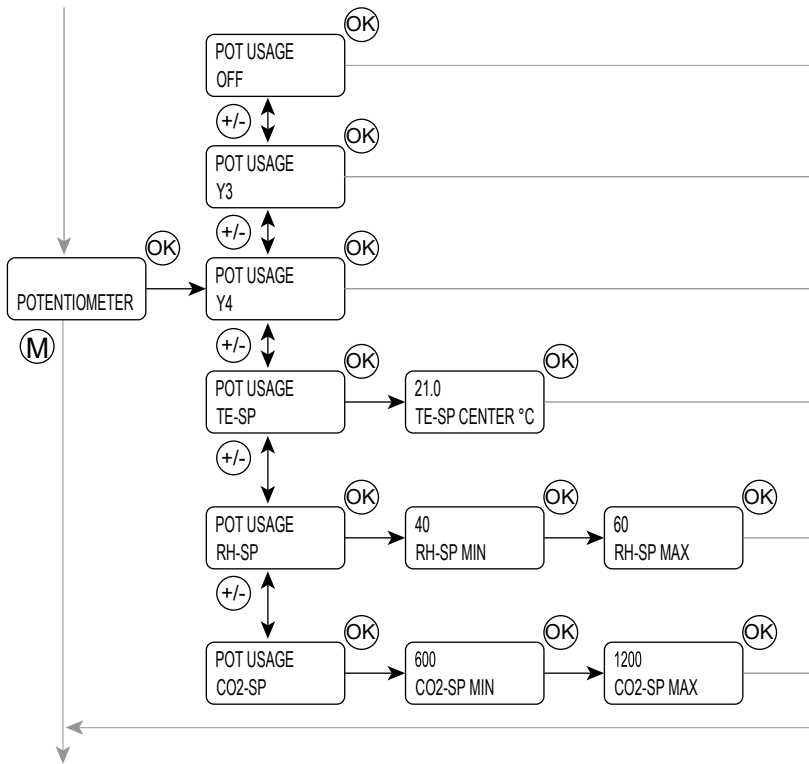 OK
POT USAGE
OFF
+/-
OK
POT USAGE
Y3
+/-
OK
OK
POTENTIOMETER
M
POT USAGE
Y4
+/-
OK
OK
POT USAGE
TE-SP
21.0
TE-SP CENTER °C
+/-
OK
OK
OK
POT USAGE
RH-SP
40
RH-SP MIN
60
RH-SP MAX
+/-
OK
OK
OK
POT USAGE
CO2-SP
600
CO2-SP MIN
1200
CO2-SP MAX